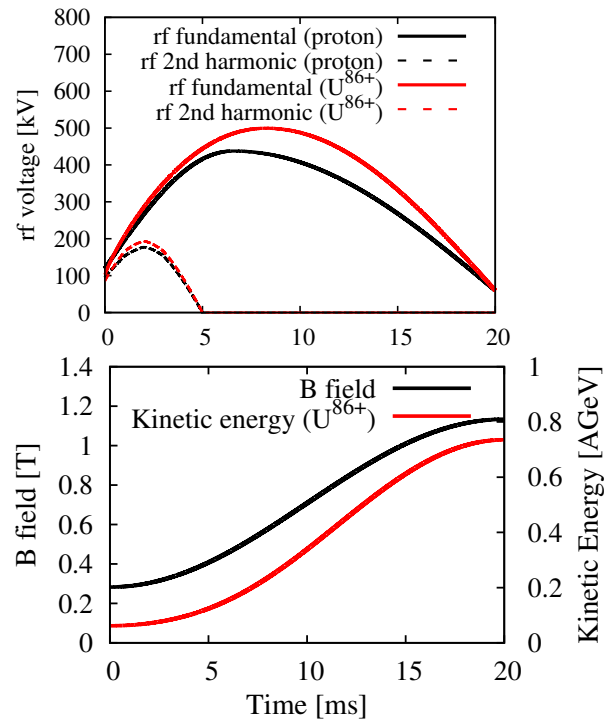 800
700
600
500
400
300
200
100
0
rf voltage [kV]
rf fundamental (proton)
rf 2nd harmonic (proton)
rf fundamental (U^86+)
rf 2nd harmonic (U^86+)
0 5 10 15 20
1.4
1.2
1
0.8
0.6
0.4
0.2
0
B field [T]
B field
Kinetic energy (U^86+)
1
0.8
0.6
0.4
0.2
0
Kinetic Energy [AGeV]
0 5 10 15 20
Time [ms]